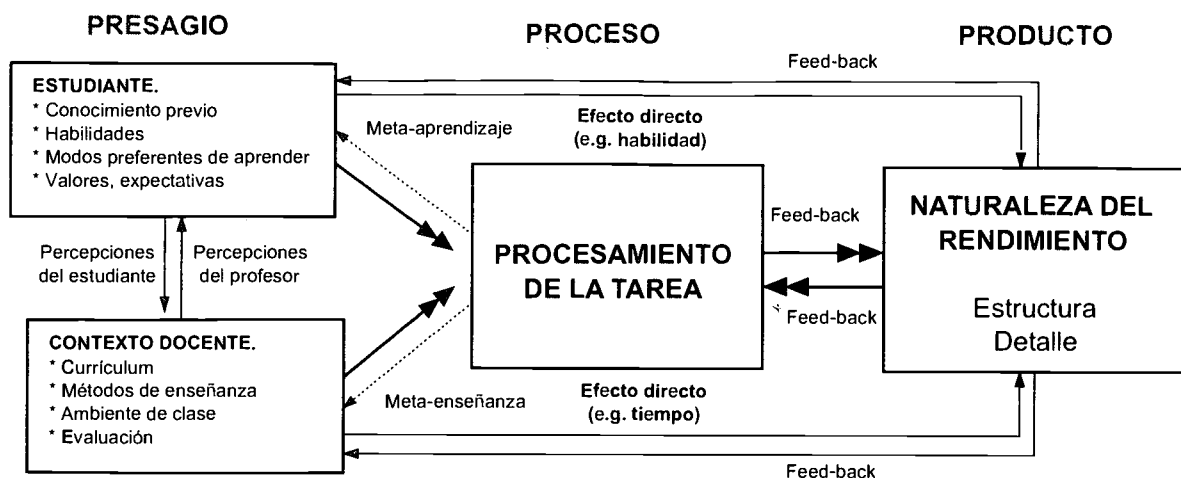 PRESAGIO
PROCESO
PRODUCTO
ESTUDIANTE.
* Conocimiento previo
* Habilidades
* Modos preferentes de aprender
* Valores, expectativas
Feed-back
Efecto directo
(e.g. habilidad)
Meta-aprendizaje
Percepciones
del estudiante
Percepciones
del profesor
PROCESAMIENTO
DE LA TAREA
Feed-back
Feed-back
NATURALEZA DEL
RENDIMIENTO
Estructura
Detalle
CONTEXTO DOCENTE.
* Currículum
* Métodos de enseñanza
* Ambiente de clase
* Evaluación
Meta-enseñanza
Efecto directo
(e.g. tiempo)
Feed-back